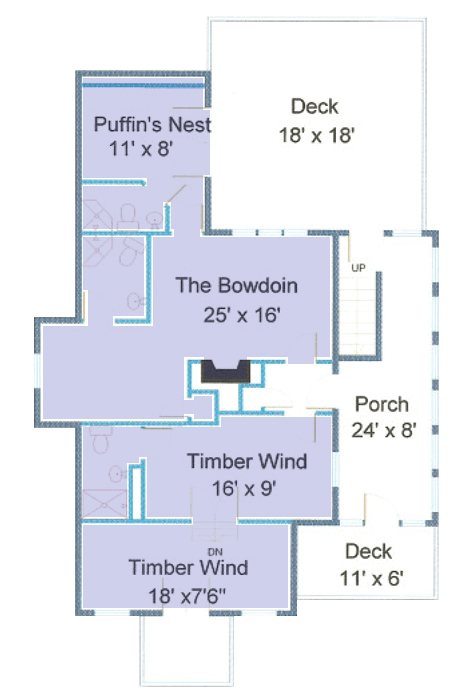 Deck
18' x 18'
Puffin's Nest
11' x 8'
UP
The Bowdoin
25' x 16'
Porch
24' x 8'
Timber Wind
16' x 9'
DN
Deck
11' x 6'
Timber Wind
18' x7'6"